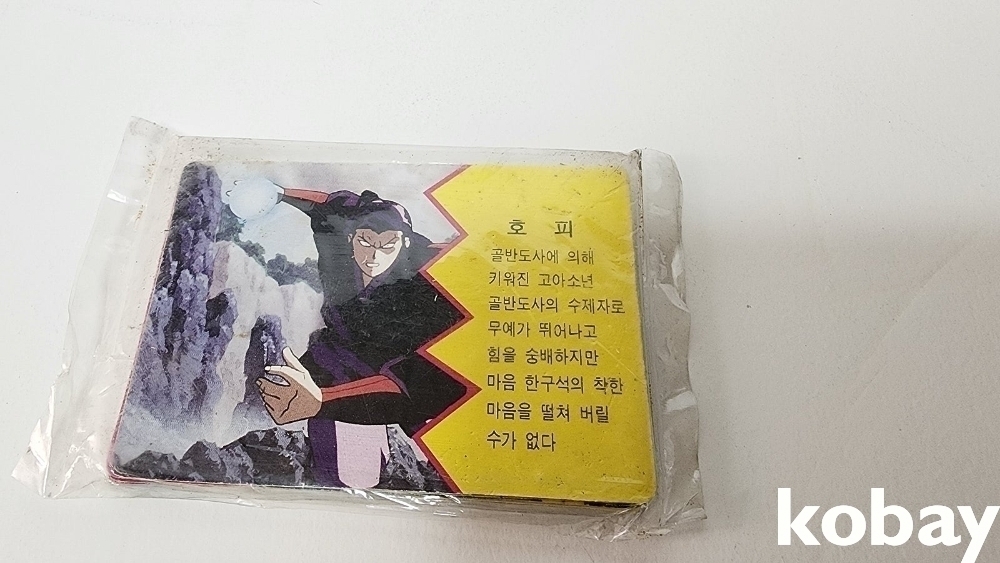 호 피
골반도사에 의해
키워진 고아소년
골반도사의 수제자로
무예가 뛰어나고
힘을 숭배하지만
마음 한구석의 착한
마음을 떨쳐 버릴
수가 없다
kobay